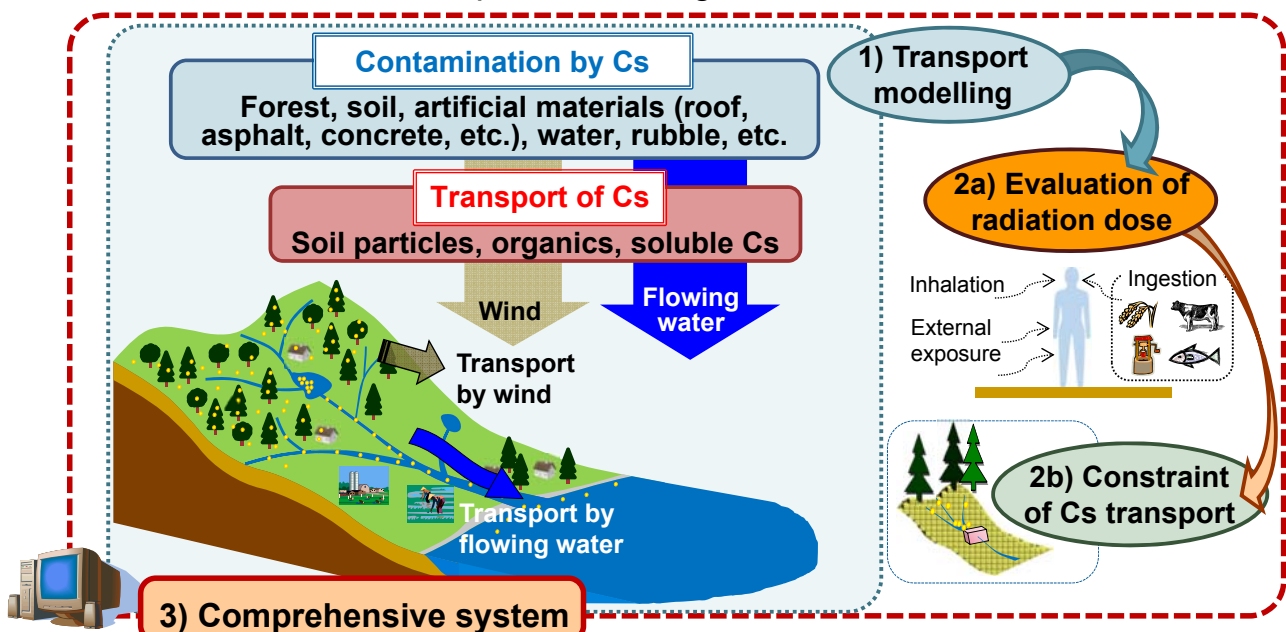 Contamination by Cs
Forest, soil, artificial materials (roof,
asphalt, concrete, etc.), water, rubble, etc.
Transport of Cs
Soil particles, organics, soluble Cs
Wind
Flowing
water
Transport
by wind
Transport by
flowing water
1) Transport
modelling
2a) Evaluation of
radiation dose
Inhalation
Ingestion
External
exposure
2b) Constraint
of Cs transport
3) Comprehensive system